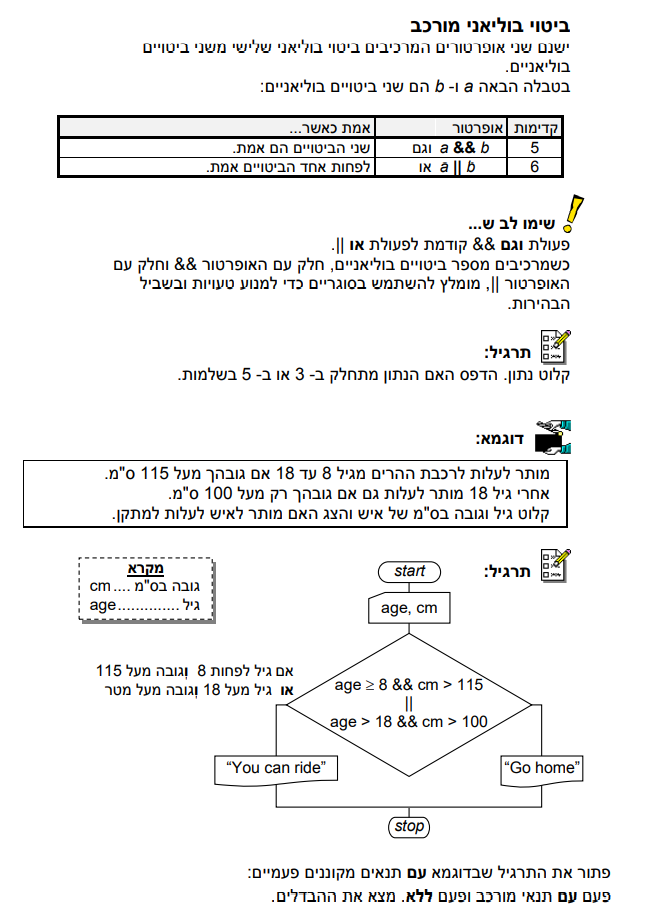 ביטוי בוליאני מורכב
ישנם שני אופרטורים המרכיבים ביטוי בוליאני שלישי משני ביטויים
בוליאניים.
בטבלה הבאה a ו- b הם שני ביטויים בוליאניים:
קדימות אופרטור אמת כאשר...
5 a && b וגם שני הביטויים הם אמת.
6 a || b או לפחות אחד הביטויים אמת.
שימו לב ש...
פעולת וגם && קודמת לפעולת או ||.
כשמרכיבים מספר ביטויים בוליאניים, חלק עם האופרטור && וחלק עם
האופרטור ||, מומלץ להשתמש בסוגריים כדי למנוע טעויות ובשביל
הבהירות.
תרגיל:
קלוט נתון. הדפס האם הנתון מתחלק ב- 3 או ב- 5 בשלמות.
דוגמא:
מותר לעלות לרכבת ההרים מגיל 8 עד 18 אם גובהך מעל 115 ס"מ.
אחרי גיל 18 מותר לעלות גם אם גובהך רק מעל 100 ס"מ.
קלוט גיל וגובה בס"מ של איש והצג האם מותר לאיש לעלות למתקן.
תרגיל:
start
מקרא
גובה בס"מ .... cm
גיל .............. age
age, cm
אם גיל לפחות 8 וגובה מעל 115
או גיל מעל 18 וגובה מעל מטר
age ≥ 8 && cm > 115
||
age > 18 && cm > 100
“You can ride”
“Go home”
stop
פתור את התרגיל שבדוגמא עם תנאים מקוננים פעמיים:
פעם עם תנאי מורכב ופעם ללא. מצא את ההבדלים.